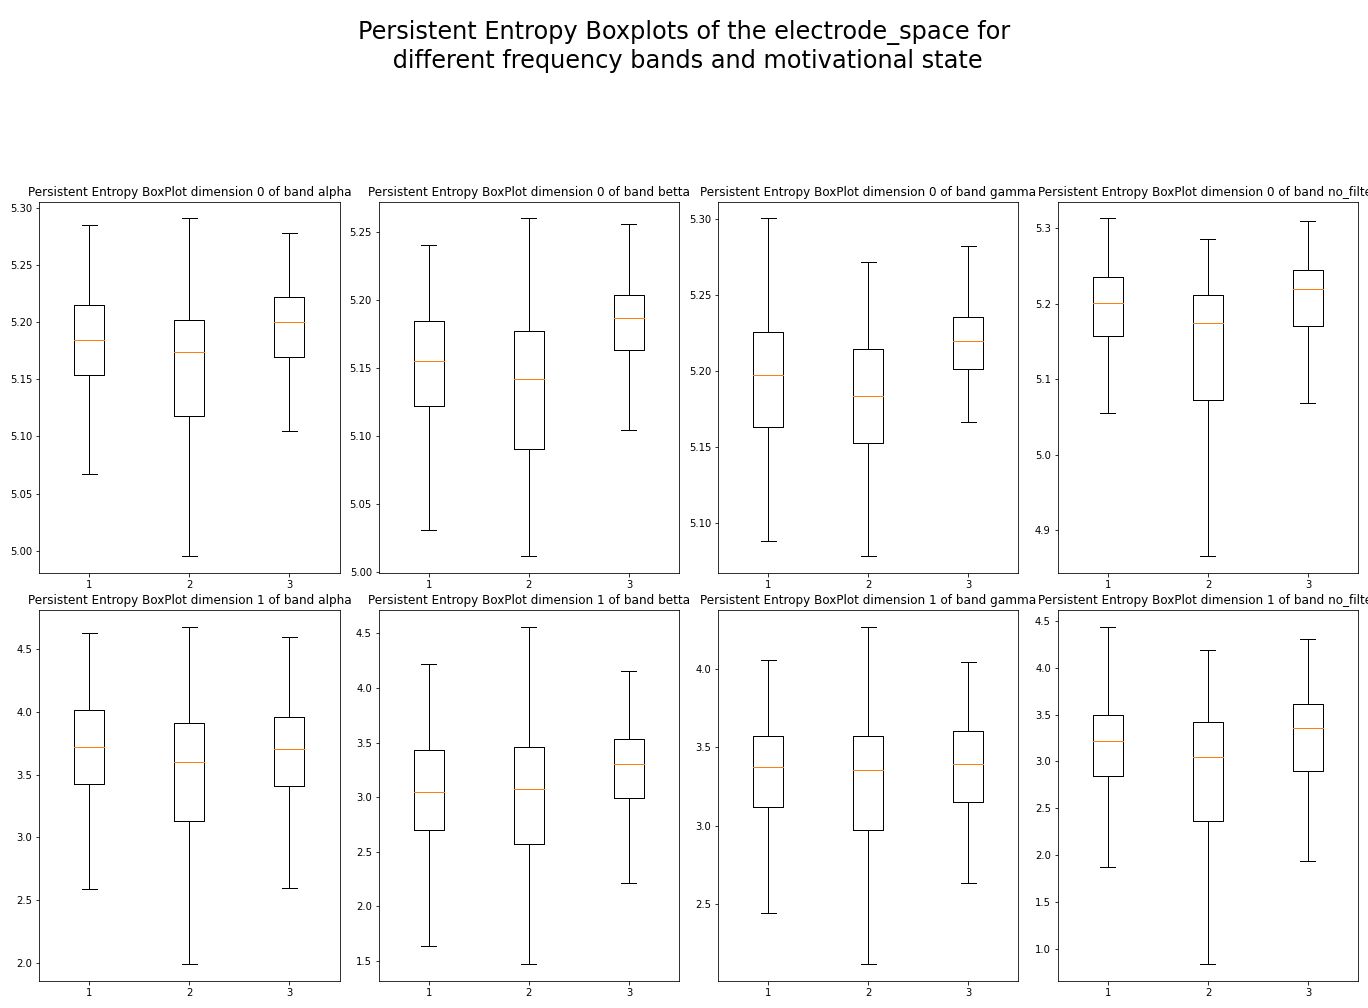 Persistent Entropy Boxplots of the electrode_space for
different frequency bands and motivational state
Persistent Entropy BoxPlot dimension 0 of band alpha
5.30
5.25
5.20
5.15
5.10
5.05
5.00
1 2 3
Persistent Entropy BoxPlot dimension 0 of band betta
5.25
5.20
5.15
5.10
5.05
5.00
1 2 3
Persistent Entropy BoxPlot dimension 0 of band gamma
5.30
5.25
5.20
5.15
5.10
1 2 3
Persistent Entropy BoxPlot dimension 0 of band no_filte
5.3
5.2
5.1
5.0
4.9
1 2 3
Persistent Entropy BoxPlot dimension 1 of band alpha
4.5
4.0
3.5
3.0
2.5
2.0
1 2 3
Persistent Entropy BoxPlot dimension 1 of band betta
4.5
4.0
3.5
3.0
2.5
2.0
1.5
1 2 3
Persistent Entropy BoxPlot dimension 1 of band gamma
4.0
3.5
3.0
2.5
1 2 3
Persistent Entropy BoxPlot dimension 1 of band no_filte
4.5
4.0
3.5
3.0
2.5
2.0
1.5
1.0
1 2 3